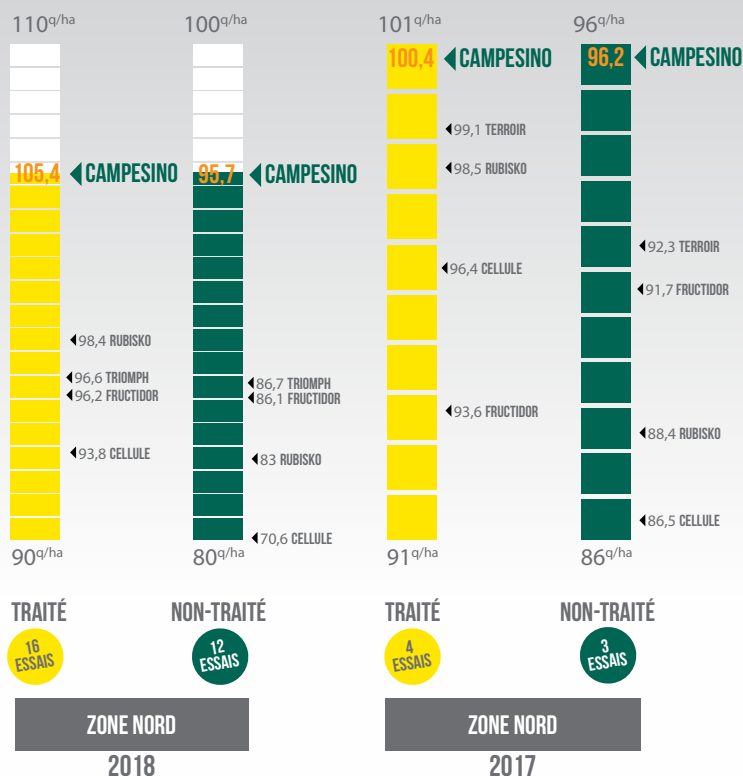 110q/ha
100q/ha
101q/ha
96q/ha
105,4 CAMPESINO
98,4 RUBISKO
96,6 TRIOMPH
96,2 FRUCTIDOR
93,8 CELLULE
90q/ha
TRAITÉ
16 ESSAIS
95,7 CAMPESINO
86,7 TRIOMPH
86,1 FRUCTIDOR
83 RUBISKO
70,6 CELLULE
80q/ha
NON-TRAITÉ
12 ESSAIS
ZONE NORD
2018
100,4 CAMPESINO
99,1 TERROIR
98,5 RUBISKO
96,4 CELLULE
93,6 FRUCTIDOR
91q/ha
TRAITÉ
4 ESSAIS
96,2 CAMPESINO
92,3 TERROIR
91,7 FRUCTIDOR
88,4 RUBISKO
86,5 CELLULE
86q/ha
NON-TRAITÉ
3 ESSAIS
ZONE NORD
2017